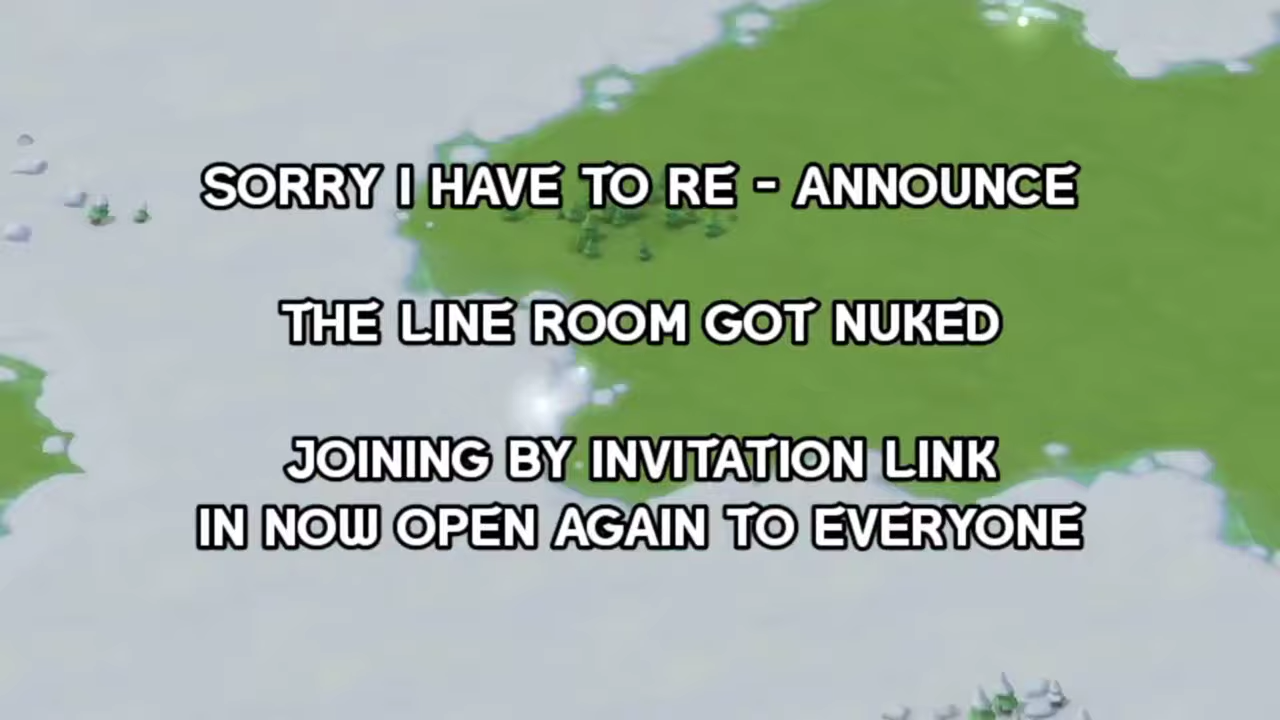 SORRY I HAVE TO RE - ANNOUNCE
THE LINE ROOM GOT NUKED
JOINING BY INVITATION LINK
IN NOW OPEN AGAIN TO EVERYONE